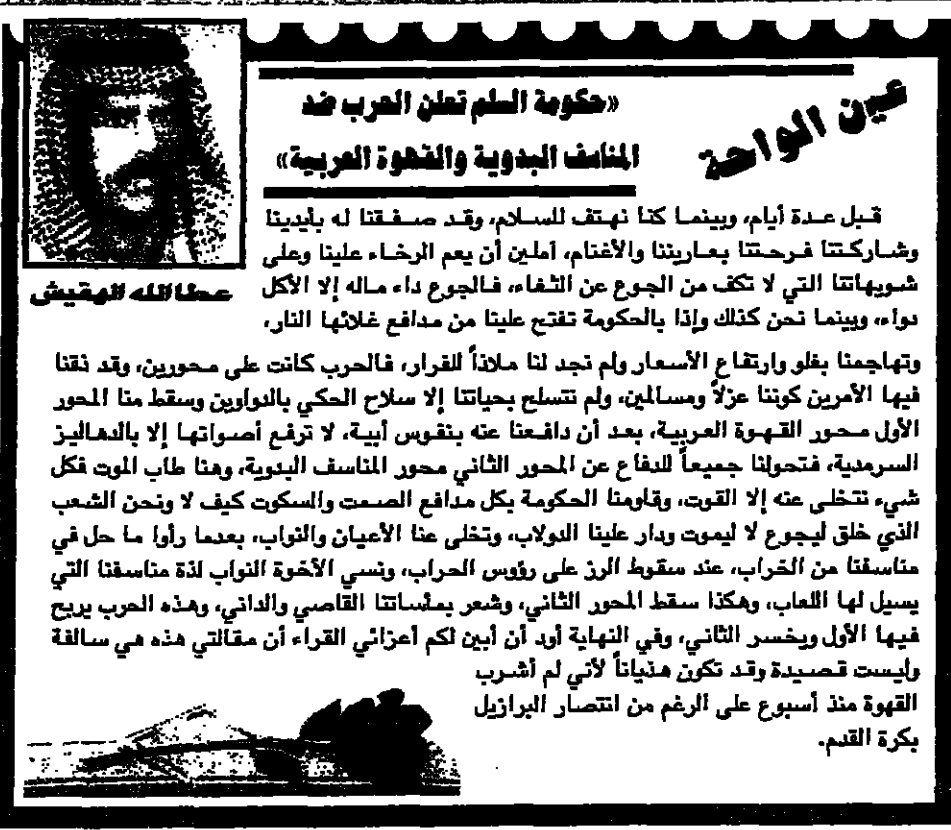 عين الواحة
«حكومة السلم تعلن الحرب ضد
المناسف البدوية والقهوة العربية»
عطاالله الهقيش
قبل عدة أيام، وبينما كنا نهتف للسلام، وقد صفقنا له بأيدينا
وشاركتنا فرحتنا بعاريننا والأغنام، آملين أن يعم الرخاء علينا وعلى
شويهاتنا التي لا تكف من الجوع عن الثغاء، فالجوع داء ماله إلا الأكل
دواء، وبينما نحن كذلك وإذا بالحكومة تفتح علينا من مدافع غلائها النار،
وتهاجمنا بغلو وارتفاع الأسعار ولم نجد لنا ملاذاً للفرار، فالحرب كانت على محورين، وقد ذقنا
فيها الأمرين كوننا عزلاً ومسالمين، ولم نتسلح بحياتنا إلا سلاح الحكي بالدواوين وسقط منا المحور
الأول محور القهوة العربية، بعد أن دافعنا عنه بنفوس أبية، لا ترفع أصواتها إلا بالدهاليز
السرمدية، فتحولنا جميعاً للدفاع عن المحور الثاني محور المناسف البدوية، وهنا طاب الموت فكل
شيء نتخلى عنه إلا القوت، وقاومنا الحكومة بكل مدافع الصمت والسكوت كيف لا ونحن الشعب
الذي خلق ليجوع لا ليموت ودار علينا الدولاب، وتخلى عنا الأعيان والنواب، بعدما رأوا ما حل في
مناسفنا من الخراب، عند سقوط الرز على رؤوس الحراب، ونسي الأخوة النواب لذة مناسفنا التي
يسيل لها اللعاب، وهكذا سقط المحور الثاني، وشعر بمأساتنا القاصي والداني، وهذه الحرب يربح
فيها الأول ويخسر الثاني، وفي النهاية أود أن أبين لكم أعزائي القراء أن مقالتي هذه هي سالفة
وليست قصيدة وقد تكون هذياناً لأني لم أشرب
القهوة منذ أسبوع على الرغم من انتصار البرازيل
بكرة القدم.